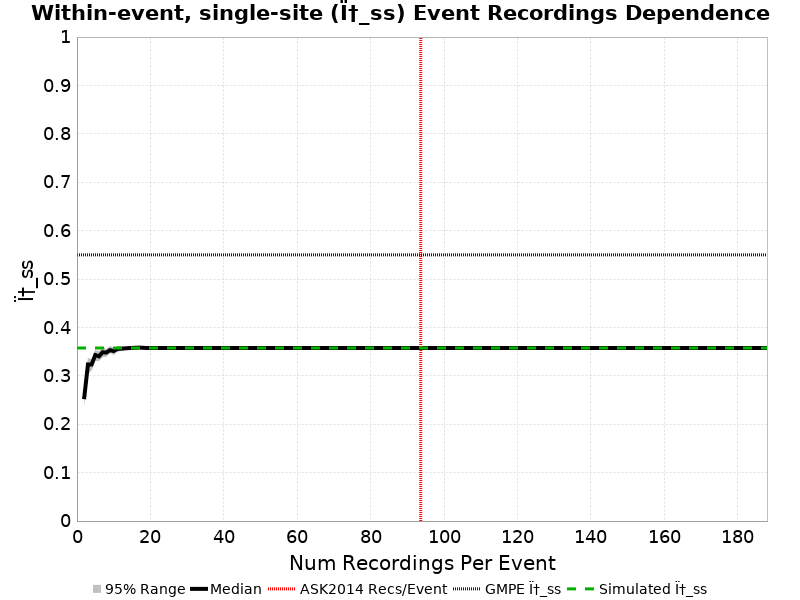 Within-event, single-site (Ï†_ss) Event Recordings Dependence
1
0.9
0.8
0.7
0.6
0.5
0.4
0.3
0.2
0.1
0
Ï†_ss
0 20 40 60 80 100 120 140 160 180
Num Recordings Per Event
95% Range Median ASK2014 Recs/Event GMPE Ï†_ss Simulated Ï†_ss